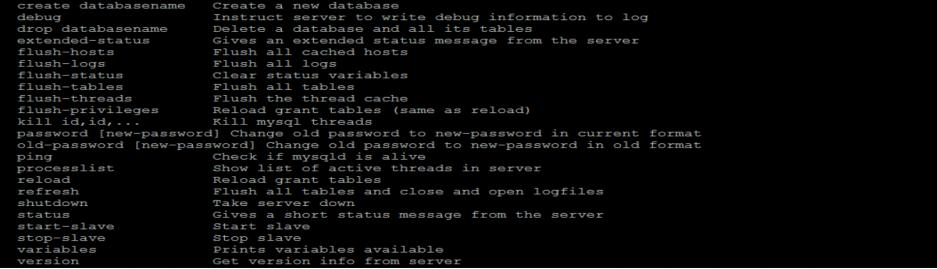 create databasename Create a new database
debug Instruct server to write debug information to log
drop databasename Delete a database and all its tables
extended-status Gives an extended status message from the server
flush-hosts Flush all cached hosts
flush-logs Flush all logs
flush-status Clear status variables
flush-tables Flush all tables
flush-threads Flush the thread cache
flush-privileges Reload grant tables (same as reload)
kill id,id,... Kill mysql threads
password [new-password] Change old password to new-password in current format
old-password [new-password] Change old password to new-password in old format
ping Check if mysqld is alive
processlist Show list of active threads in server
reload Reload grant tables
refresh Flush all tables and close and open logfiles
shutdown Take server down
status Gives a short status message from the server
start-slave Start slave
stop-slave Stop slave
variables Prints variables available
version Get version info from server